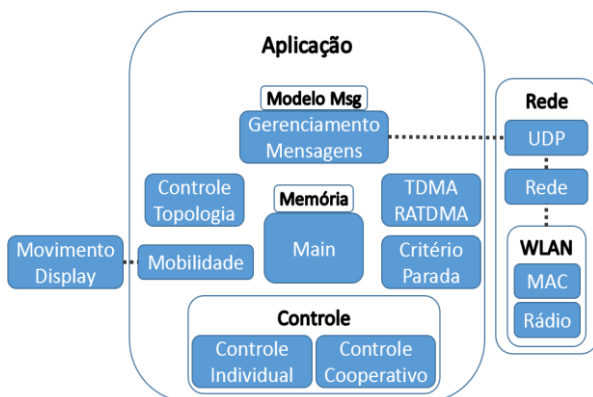 Aplicação
Modelo Msg
Gerenciamento
Mensagens
Controle
Topologia
Memória
Main
TDMA
RATDMA
Movimento
Display
Mobilidade
Critério
Parada
Controle
Controle
Individual
Controle
Cooperativo
Rede
UDP
Rede
WLAN
MAC
Rádio